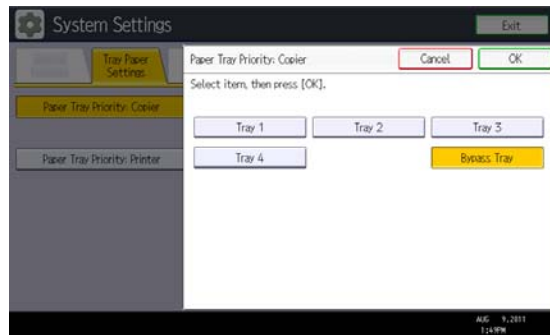 System Settings
Exit
Tray Paper
Settings
Paper Tray Priority: Copier
Cancel
OK
Select item, then press [OK].
Paper Tray Priority: Copier
Tray 1
Tray 2
Tray 3
Paper Tray Priority: Printer
Tray 4
Bypass Tray
AUG 9,2011
1:49PM